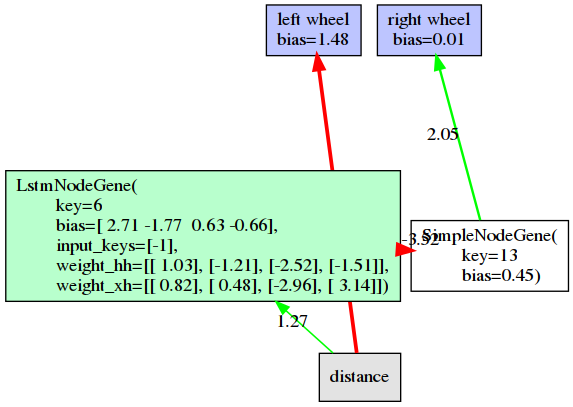 left wheel
bias=1.48
right wheel
bias=0.01
2.05
LstmNodeGene(
key=6
bias=[ 2.71 -1.77  0.63 -0.66],
input_keys=[-1],
weight_hh=[[ 1.03], [-1.21], [-2.52], [-1.51]],
weight_xh=[[ 0.82], [ 0.48], [-2.96], [ 3.14]])
SimpleNodeGene(
key=13
bias=0.45)
1.27
distance